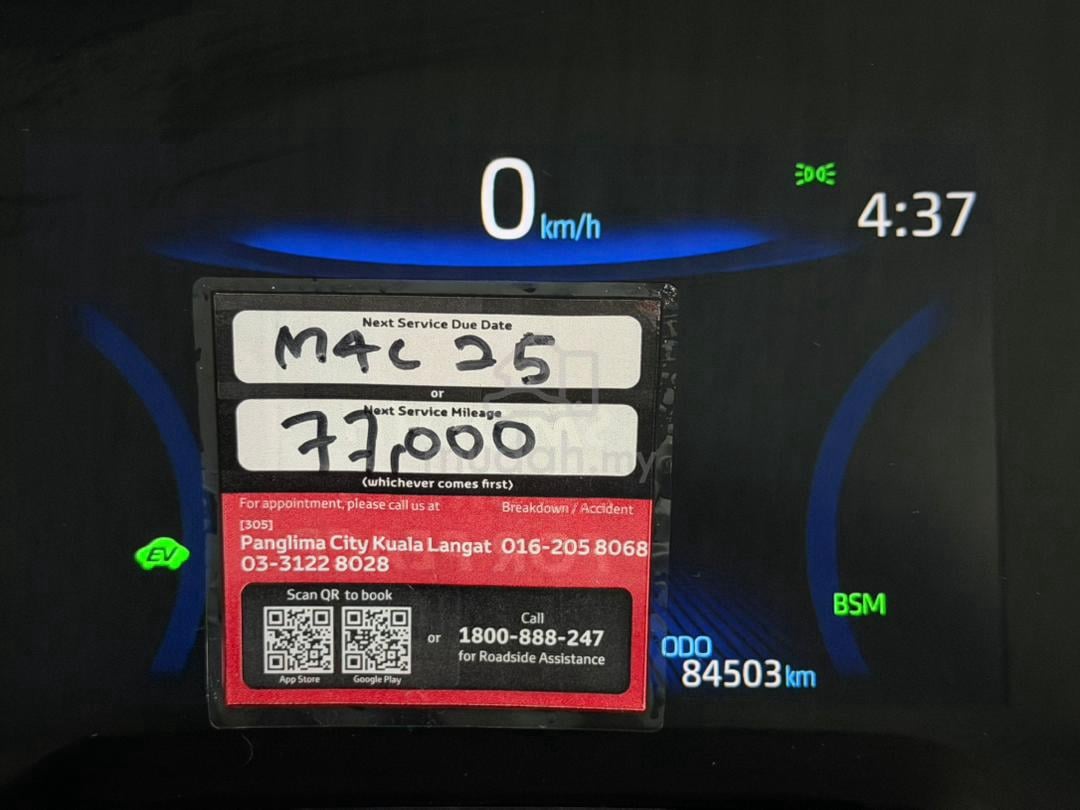 0 km/h
4:37
Next Service Due Date
MAC 25
or
Next Service Mileage
77,000
mudah.my
(whichever comes first)
For appointment, please call us at
Breakdown / Accident
[305]
Panglima City Kuala Langat 016-205 8068
03-3122 8028
EV
Scan QR to book
Call
or 1800-888-247
for Roadside Assistance
App Store Google Play
BSM
ODO
84503 km